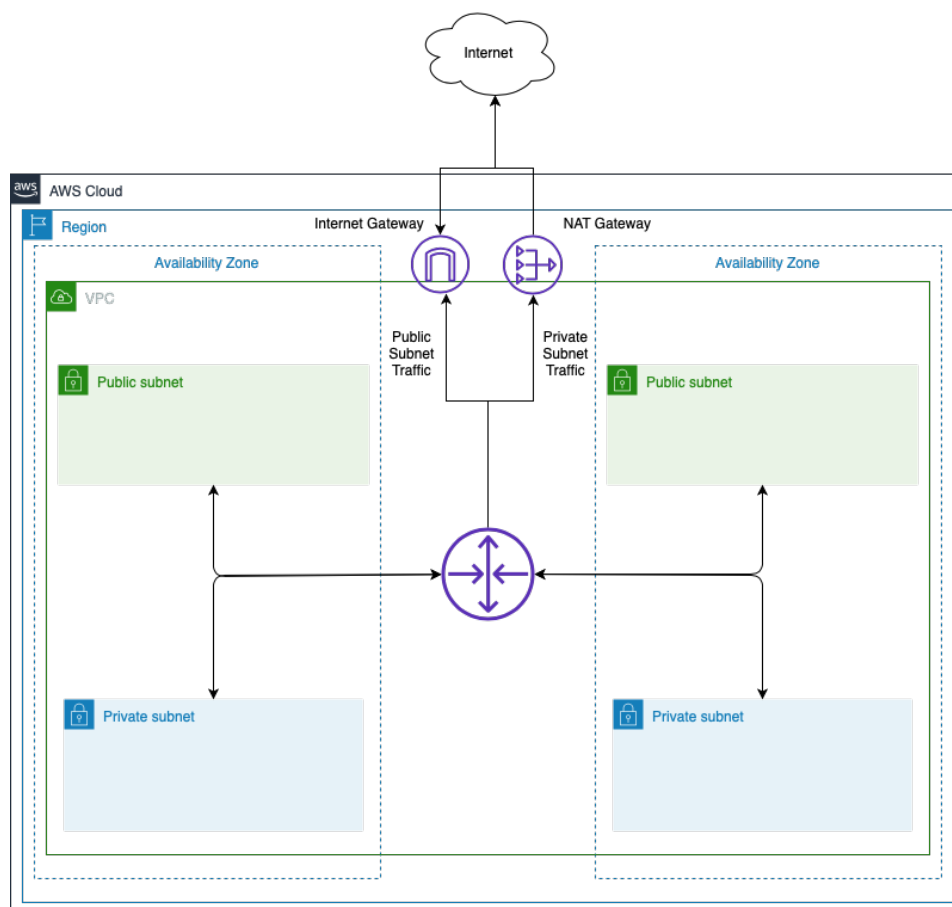 Internet
aws
AWS Cloud
Internet Gateway
NAT Gateway
Region
Availability Zone
Availability Zone
VPC
Public
Subnet
Traffic
Private
Subnet
Traffic
Public subnet
Public subnet
Private subnet
Private subnet